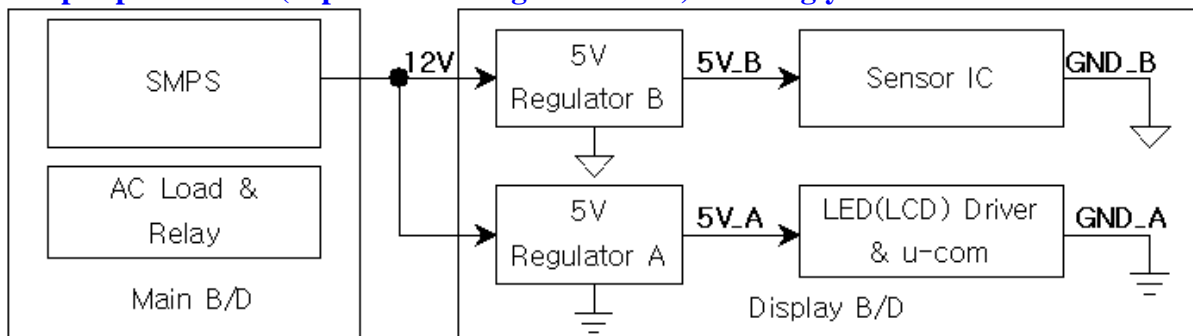 SMPS
AC Load &
Relay
Main B/D
12V
5V
Regulator B
5V_B
Sensor IC
GND_B
5V
Regulator A
5V_A
LED(LCD) Driver
& u-com
GND_A
Display B/D